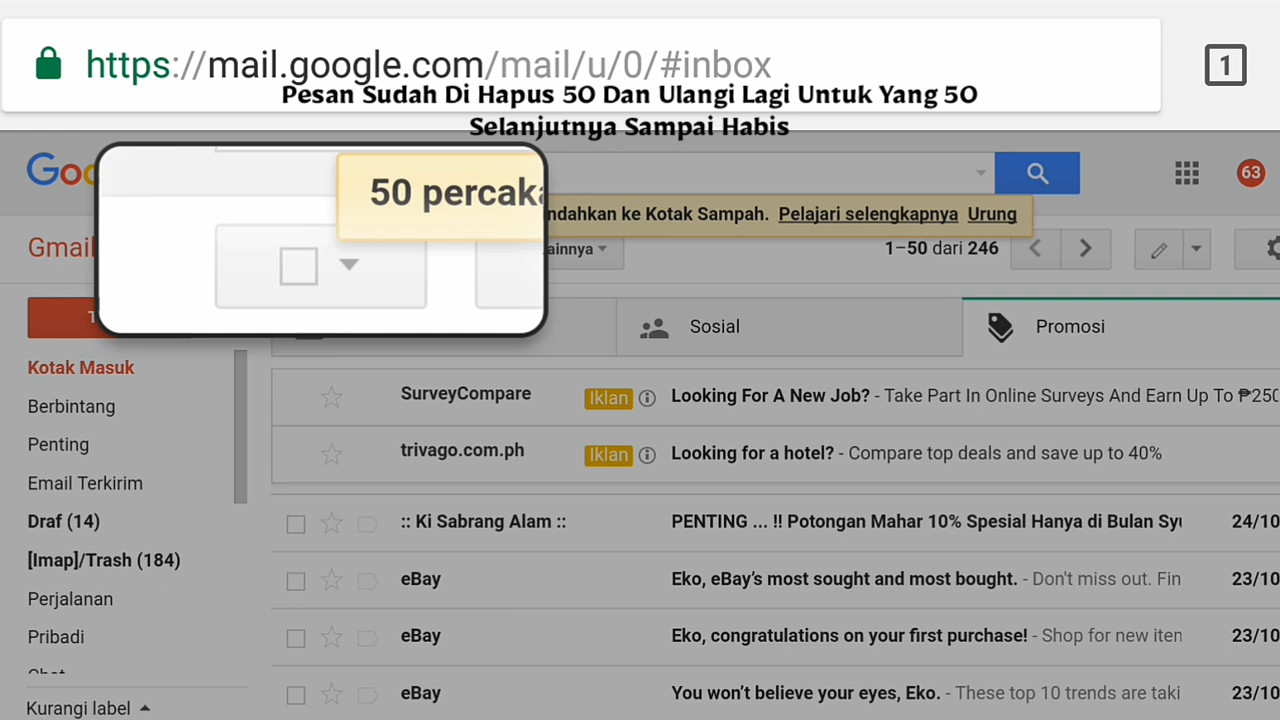 https://mail.google.com/mail/u/0/#inbox
1
Pesan Sudah Di Hapus 50 Dan Ulangi Lagi Untuk Yang 50
Selanjutnya Sampai Habis
63
50
ndahkan ke Kotak Sampah. Pelajari selengkapnya Urung
Gmail
ainnya
1–50 dari 246
Sosial
Promosi
Kotak Masuk
SurveyCompare Iklan Looking For A New Job? - Take Part In Online Surveys And Earn Up To ₱250
Berbintang
Penting
trivago.com.ph Iklan Looking for a hotel? - Compare top deals and save up to 40%
Email Terkirim
Draf (14)
:: Ki Sabrang Alam :: PENTING ... !! Potongan Mahar 10% Spesial Hanya di Bulan 24/10
[Imap]/Trash (184)
eBay Eko, eBay's most sought and most bought. - Don't miss out. Fin 23/10
Perjalanan
Pribadi
eBay Eko, congratulations on your first purchase! - Shop for new iten 23/10
eBay You won't believe your eyes, Eko. - These top 10 trends are taki 23/10
Kurangi label